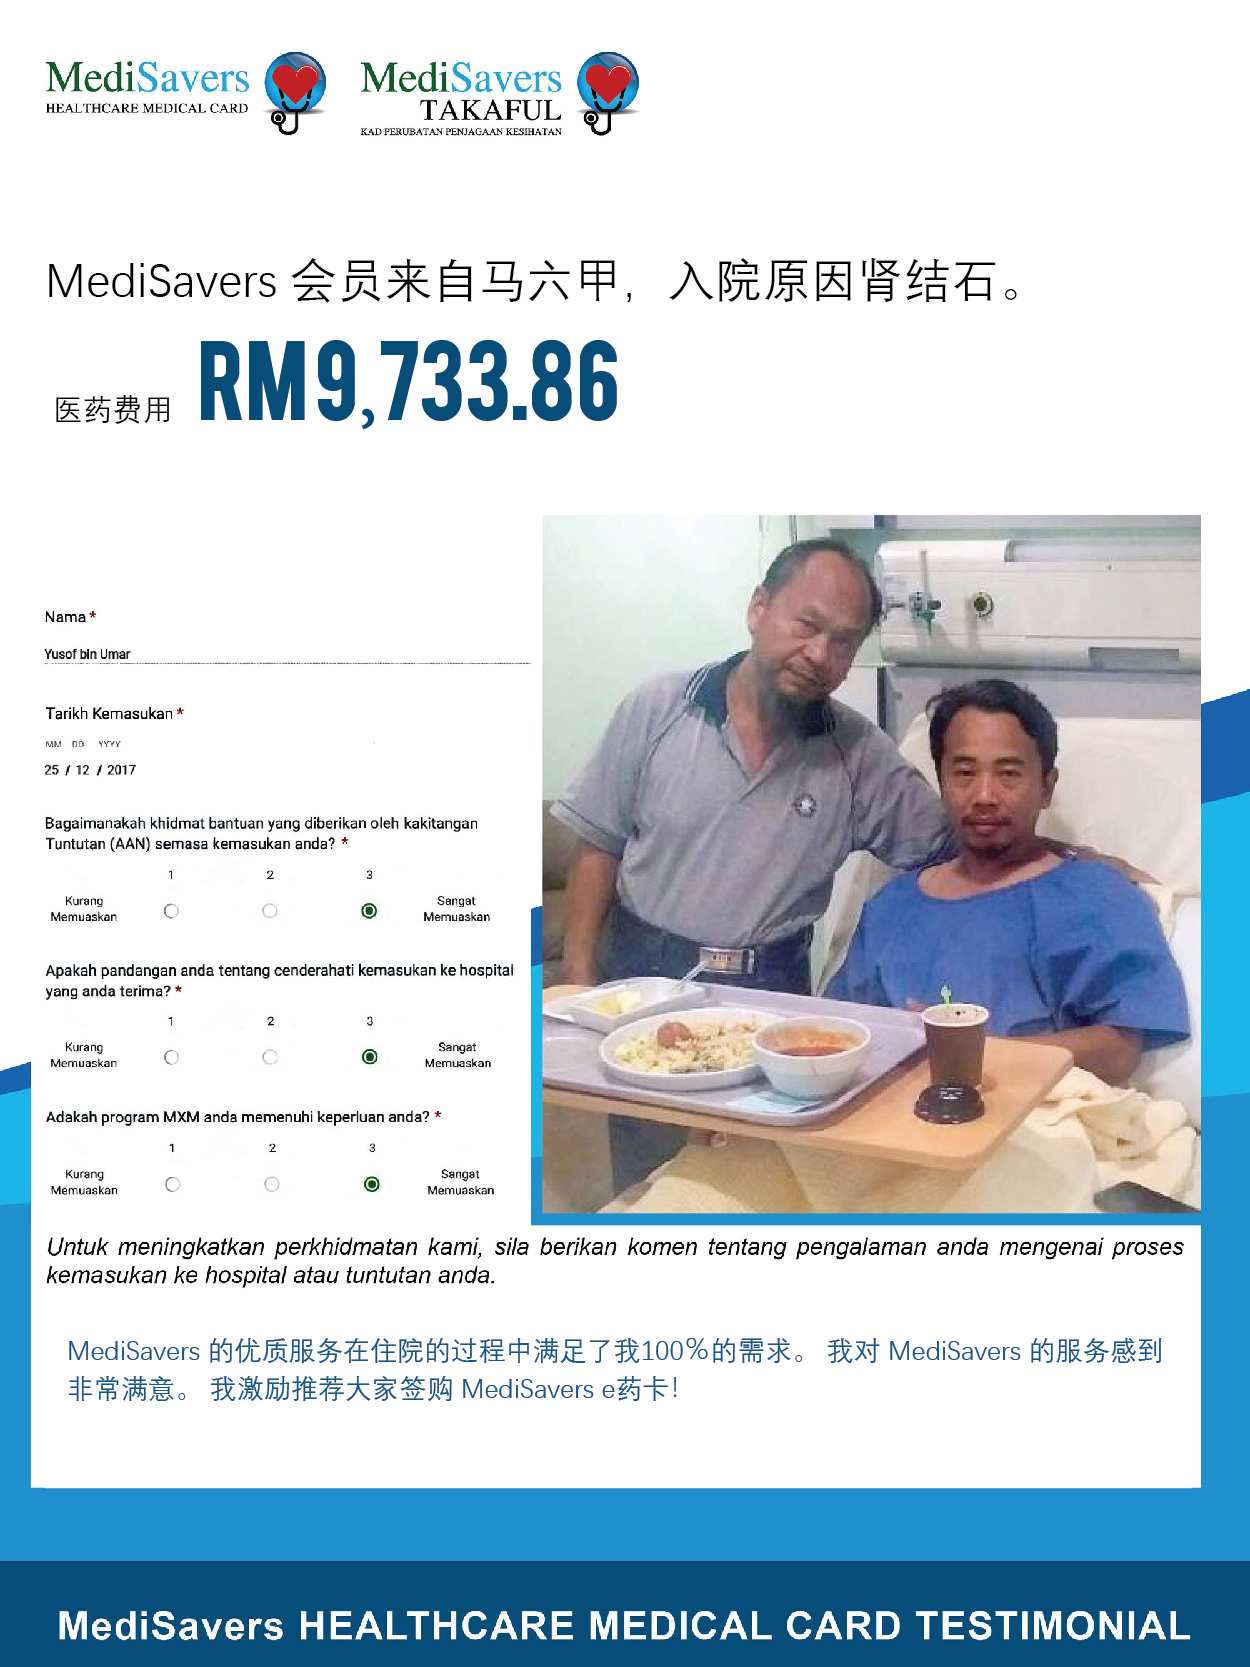 MediSavers
HEALTHCARE MEDICAL CARD
MediSavers
TAKAFUL
KAD PERUBATAN PENJAGAAN KESIHATAN
MediSavers 会员来自马六甲，入院原因肾结石。
医药费用 RM9,733.86
Nama *
Yusof bin Umar
Tarikh Kemasukan *
MM DD YYYY
25 / 12 / 2017
Bagaimanakah khidmat bantuan yang diberikan oleh kakitangan
Tuntutan (AAN) semasa kemasukan anda? *
1 2 3
Kurang Memuaskan
Sangat Memuaskan
Apakah pandangan anda tentang cenderahati kemasukan ke hospital
yang anda terima? *
1 2 3
Kurang Memuaskan
Sangat Memuaskan
Adakah program MXM anda memenuhi keperluan anda? *
1 2 3
Kurang Memuaskan
Sangat Memuaskan
Untuk meningkatkan perkhidmatan kami, sila berikan komen tentang pengalaman anda mengenai proses
kemasukan ke hospital atau tuntutan anda.
MediSavers 的优质服务在住院的过程中满足了我100%的需求。 我对 MediSavers 的服务感到
非常满意。 我激励推荐大家签购 MediSavers e药卡！
MediSavers HEALTHCARE MEDICAL CARD TESTIMONIAL